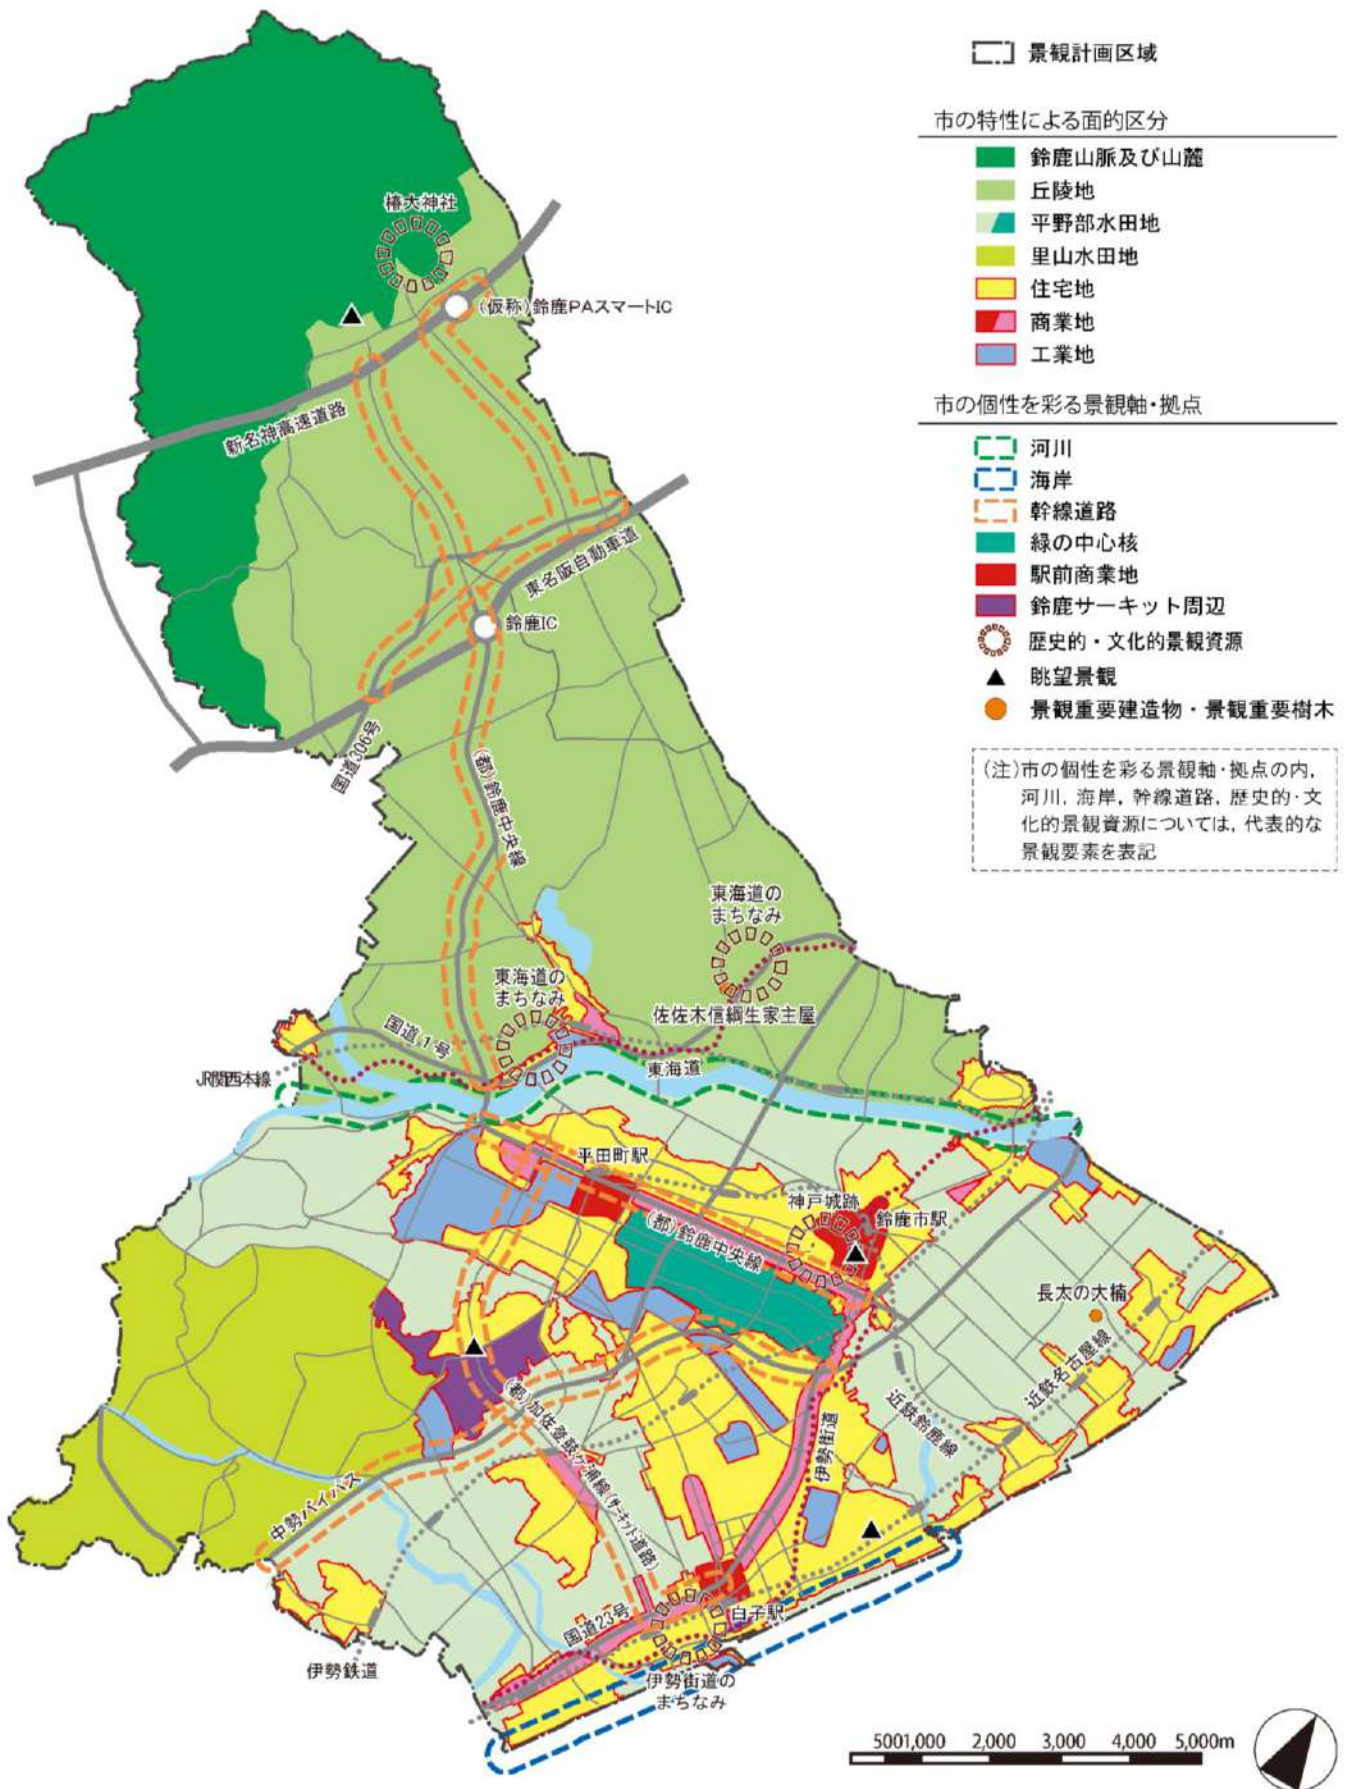 景観計画区域
市の特性による面的区分
鈴鹿山脈及び山麓
丘陵地
平野部水田地
里山水田地
住宅地
商業地
工業地
市の個性を彩る景観軸・拠点
河川
海岸
幹線道路
緑の中心核
駅前商業地
鈴鹿サーキット周辺
歴史的・文化的景観資源
眺望景観
景観重要建造物・景観重要樹木
(注)市の個性を彩る景観軸・拠点の内，
河川，海岸，幹線道路，歴史的・文
化的景観資源については，代表的な
景観要素を表記
椿大神社
(仮称)鈴鹿PAスマートIC
新名神高速道路
東名阪自動車道
鈴鹿IC
国道306号
(都)鈴鹿中央線
東海道の
まちなみ
東海道の
まちなみ
佐佐木信綱生家主屋
国道1号
東海道
JR関西本線
平田町駅
神戸城跡
鈴鹿市駅
(都)鈴鹿中央線
長太の大楠
近鉄名古屋線
近鉄鈴鹿線
(都)加佐登鼓ヶ浦線(サーキット道路)
伊勢街道
中勢バイパス
国道23号
白子駅
伊勢鉄道
伊勢街道の
まちなみ
5001,000 2,000 3,000 4,000 5,000m